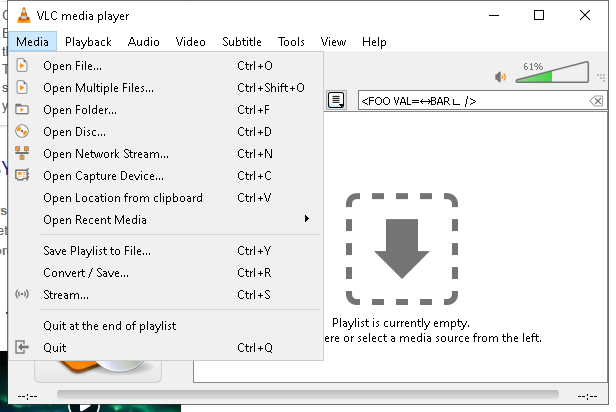 VLC media player
Media Playback Audio Video Subtitle Tools View Help
61%
<FOO VAL=↔BAR∟ />
Open File... Ctrl+O
Open Multiple Files... Ctrl+Shift+O
Open Folder... Ctrl+F
Open Disc... Ctrl+D
Open Network Stream... Ctrl+N
Open Capture Device... Ctrl+C
Open Location from clipboard Ctrl+V
Open Recent Media
Save Playlist to File... Ctrl+Y
Convert / Save... Ctrl+R
Stream... Ctrl+S
Quit at the end of playlist
Quit Ctrl+Q
Playlist is currently empty.
ere or select a media source from the left.
--:-- --:--